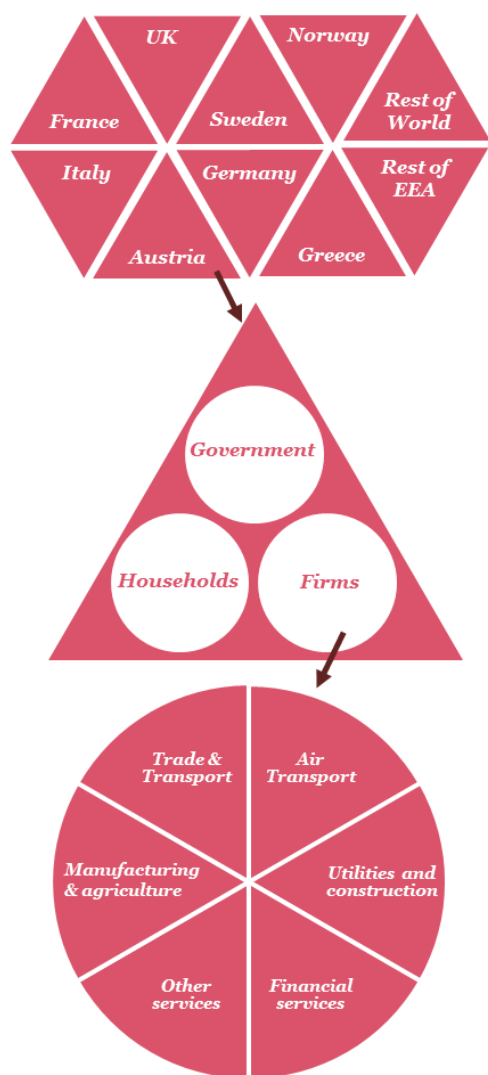 UK
Norway
France
Sweden
Rest of
World
Italy
Germany
Rest of
EEA
Austria
Greece
Government
Households
Firms
Trade &
Transport
Air
Transport
Manufacturing
& agriculture
Utilities and
construction
Other
services
Financial
services